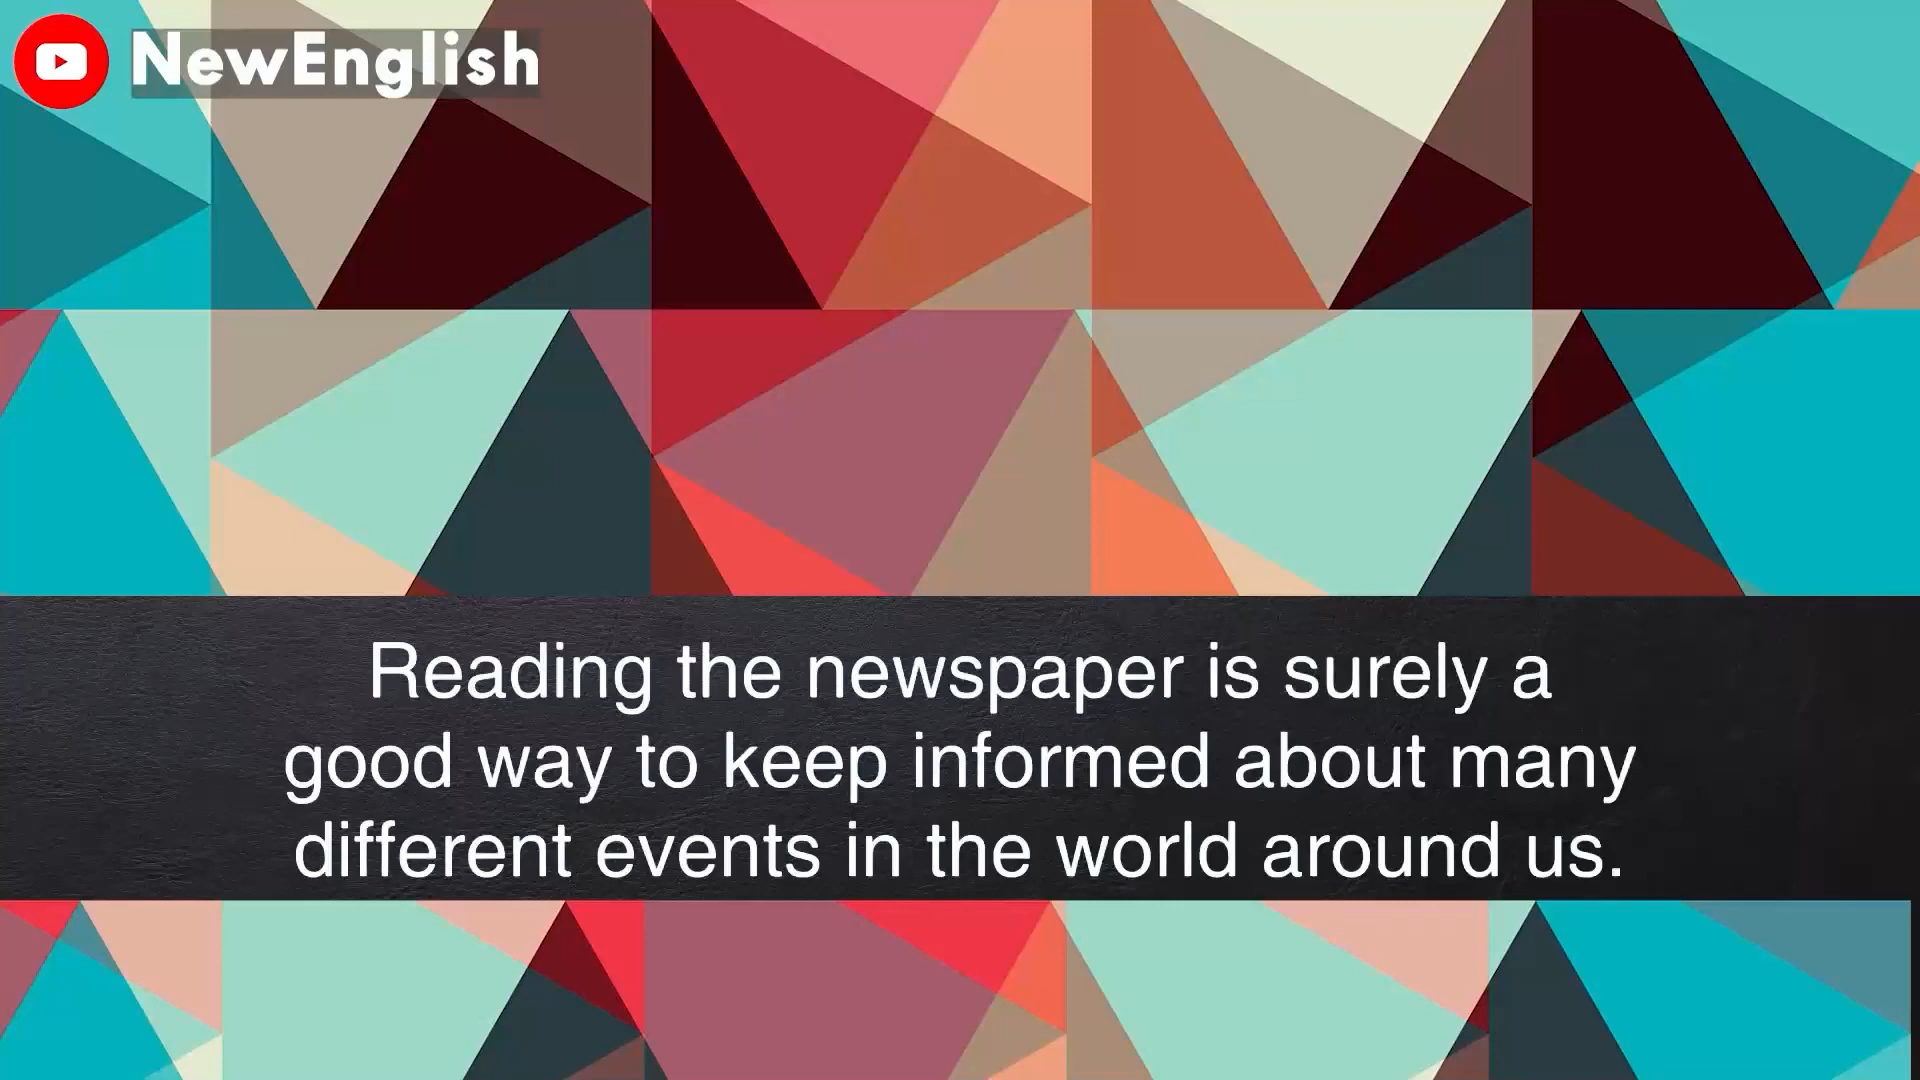 NewEnglish
Reading the newspaper is surely a
good way to keep informed about many
different events in the world around us.